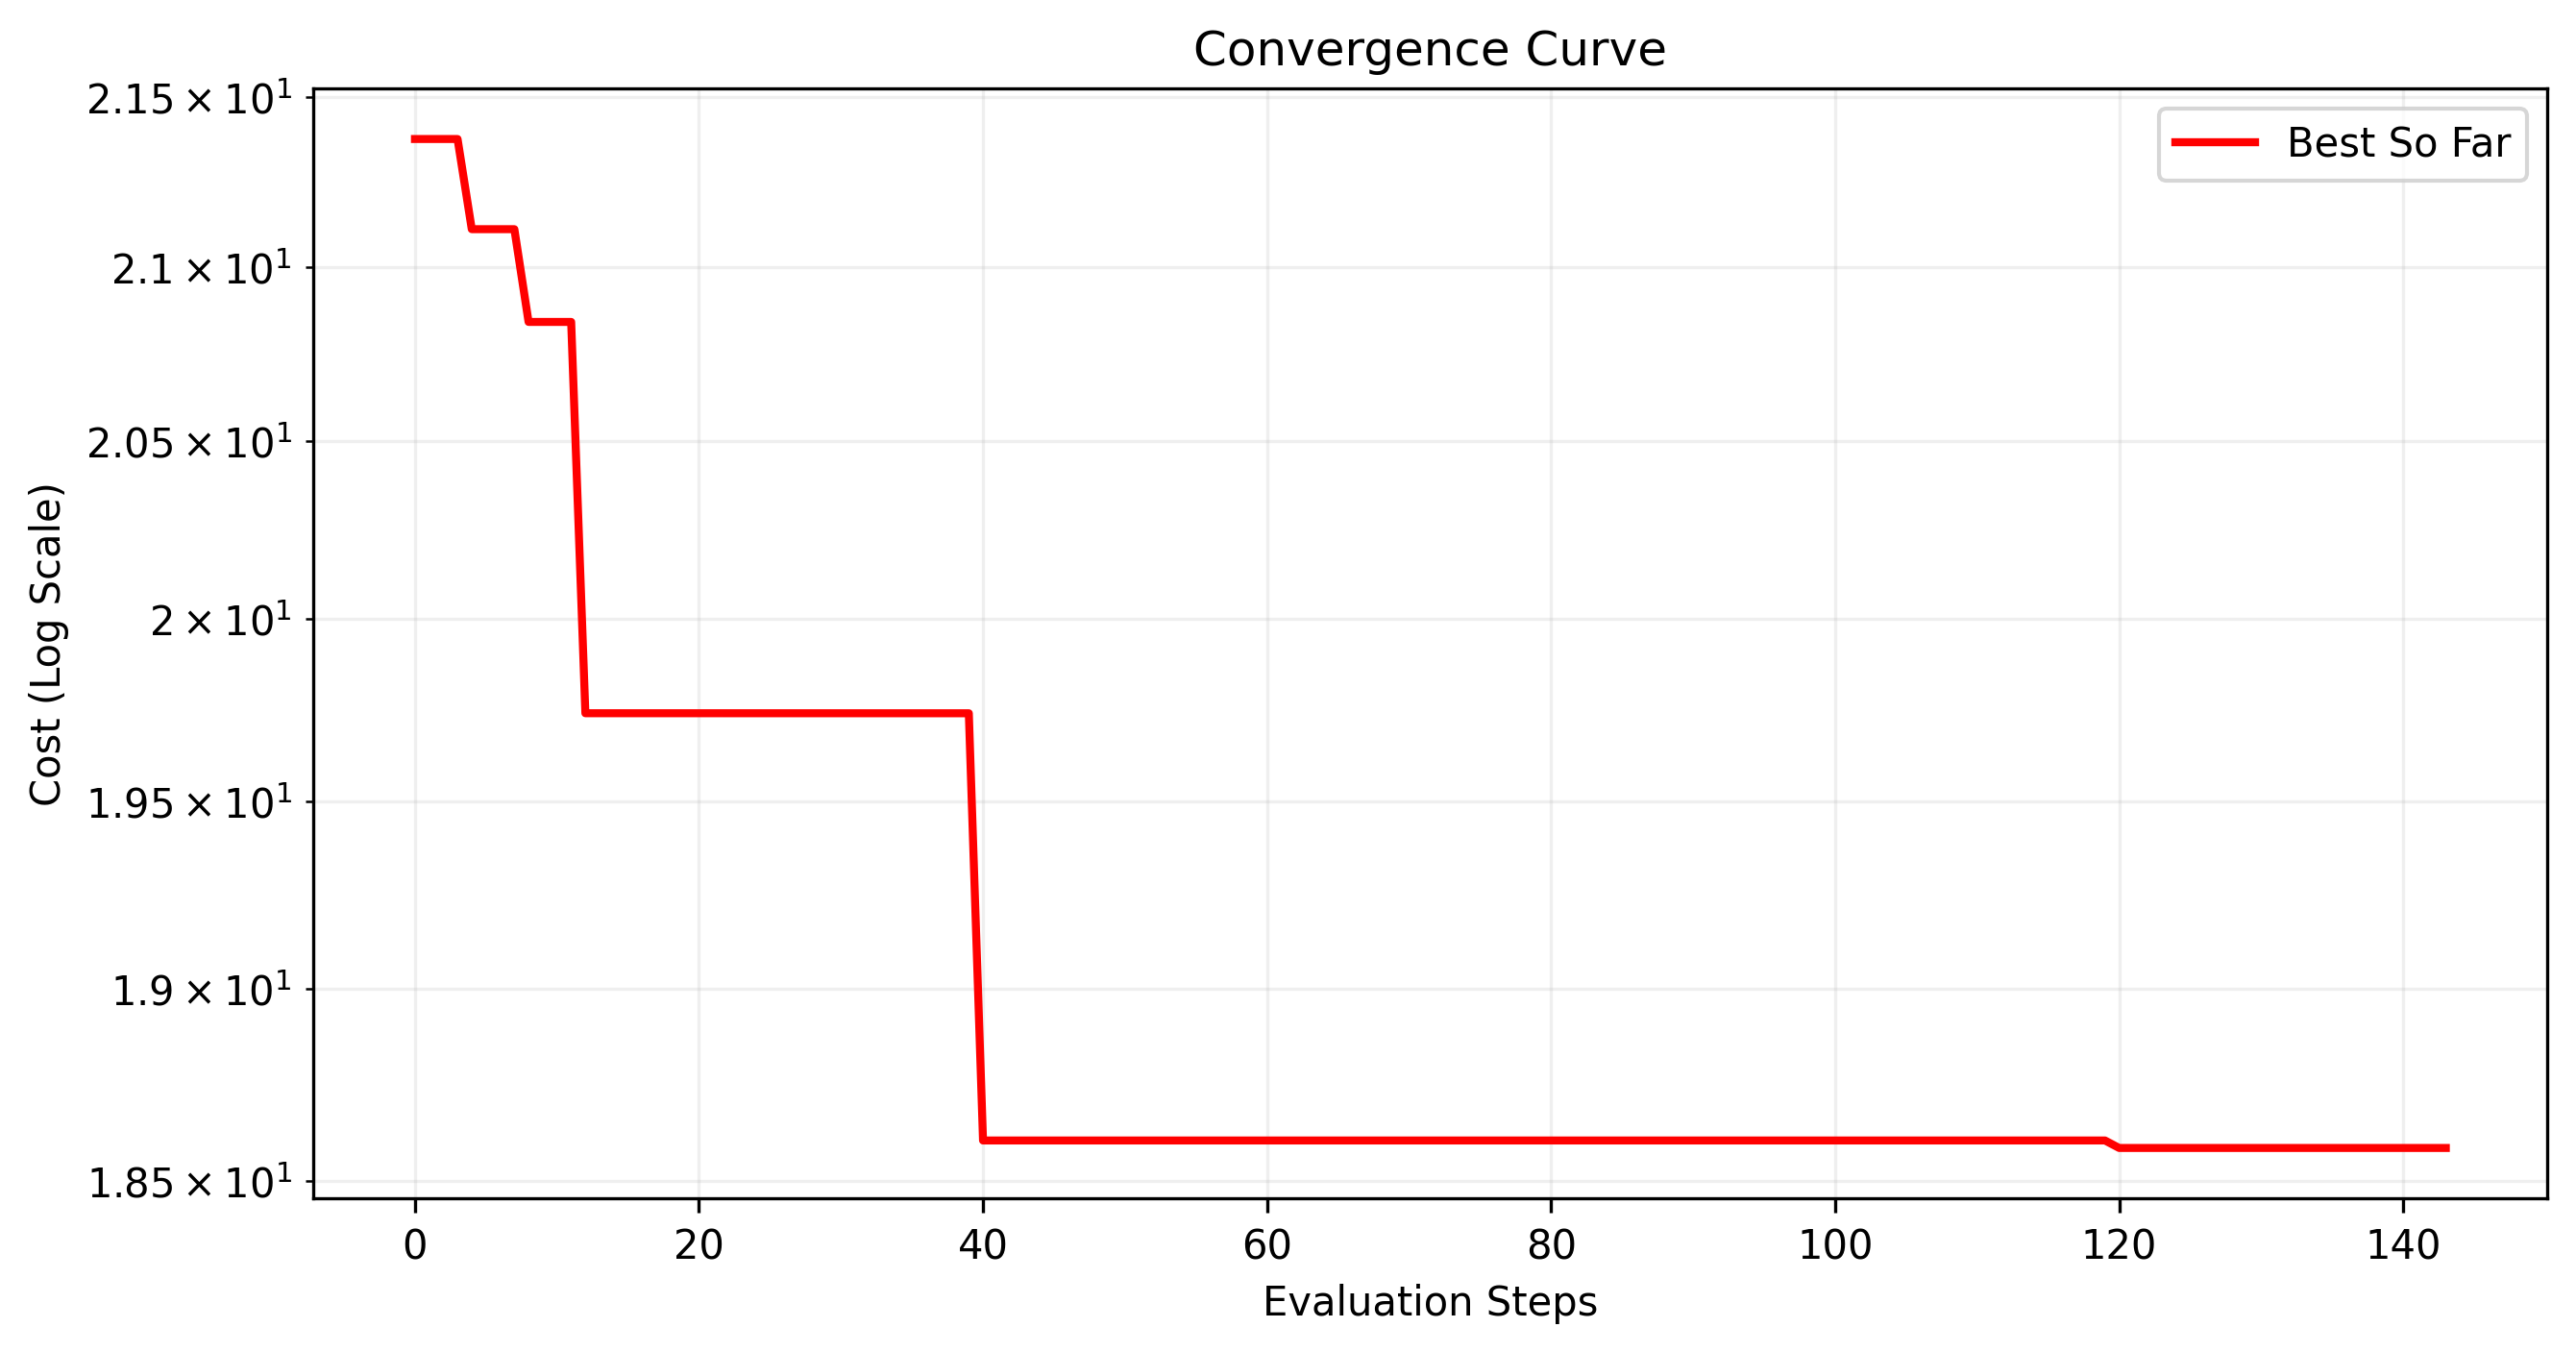 Convergence Curve
2.15 × 10¹
2.1 × 10¹
2.05 × 10¹
2 × 10¹
1.95 × 10¹
1.9 × 10¹
1.85 × 10¹
Cost (Log Scale)
Best So Far
0 20 40 60 80 100 120 140
Evaluation Steps